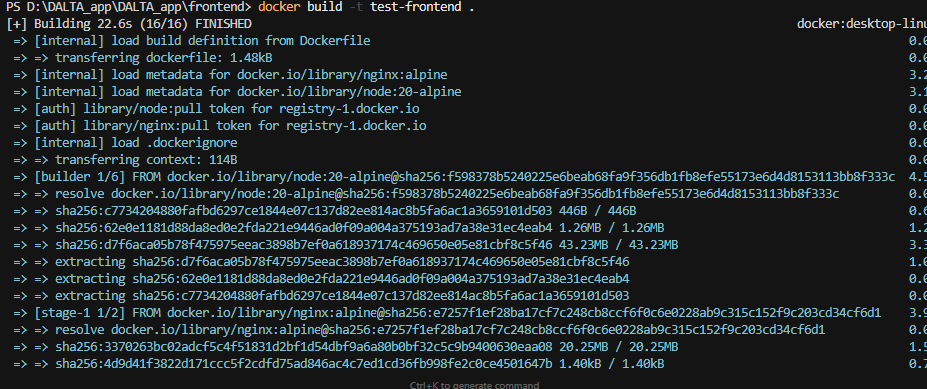 PS D:\DALTA_app\DALTA_app\frontend> docker build -t test-frontend .
[+] Building 22.6s (16/16) FINISHED docker:desktop-linu
=> [internal] load build definition from Dockerfile 0.0
=> => transferring dockerfile: 1.48kB 0.0
=> [internal] load metadata for docker.io/library/nginx:alpine 3.2
=> [internal] load metadata for docker.io/library/node:20-alpine 3.1
=> [auth] library/node:pull token for registry-1.docker.io 0.0
=> [auth] library/nginx:pull token for registry-1.docker.io 0.0
=> [internal] load .dockerignore 0.0
=> => transferring context: 114B 0.0
=> [builder 1/6] FROM docker.io/library/node:20-alpine@sha256:f598378b5240225e6beab68fa9f356db1fb8efe55173e6d4d8153113bb8f333c 4.5
=> => resolve docker.io/library/node:20-alpine@sha256:f598378b5240225e6beab68fa9f356db1fb8efe55173e6d4d8153113bb8f333c 0.0
=> => sha256:c7734204880fafbd6297ce1844e07c137d82ee814ac8b5fa6ac1a3659101d503 446B / 446B 0.6
=> => sha256:62e0e1181d88da8ed0e2fda221e9446ad0f09a004a375193ad7a38e31ec4eab4 1.26MB / 1.26MB 1.2
=> => sha256:d7f6aca05b78f475975eeac3898b7ef0a618937174c469650e05e81cbf8c5f46 43.23MB / 43.23MB 3.3
=> => extracting sha256:d7f6aca05b78f475975eeac3898b7ef0a618937174c469650e05e81cbf8c5f46 1.0
=> => extracting sha256:62e0e1181d88da8ed0e2fda221e9446ad0f09a004a375193ad7a38e31ec4eab4 0.0
=> => extracting sha256:c7734204880fafbd6297ce1844e07c137d82ee814ac8b5fa6ac1a3659101d503 0.0
=> [stage-1 1/2] FROM docker.io/library/nginx:alpine@sha256:e7257f1ef28ba17cf7c248cb8ccf6f0c6e0228ab9c315c152f9c203cd34cf6d1 3.9
=> => resolve docker.io/library/nginx:alpine@sha256:e7257f1ef28ba17cf7c248cb8ccf6f0c6e0228ab9c315c152f9c203cd34cf6d1 0.0
=> => sha256:3370263bc02adcf5c4f51831d2bf1d54dbf9a6a80b0bf32c5c9b9400630eaa08 20.25MB / 20.25MB 1.5
=> => sha256:4d9d41f3822d171ccc5f2cdfd75ad846ac4c7ed1cd36fb998fe2c0ce4501647b 1.40kB / 1.40kB 0.7
Ctrl+K to generate command